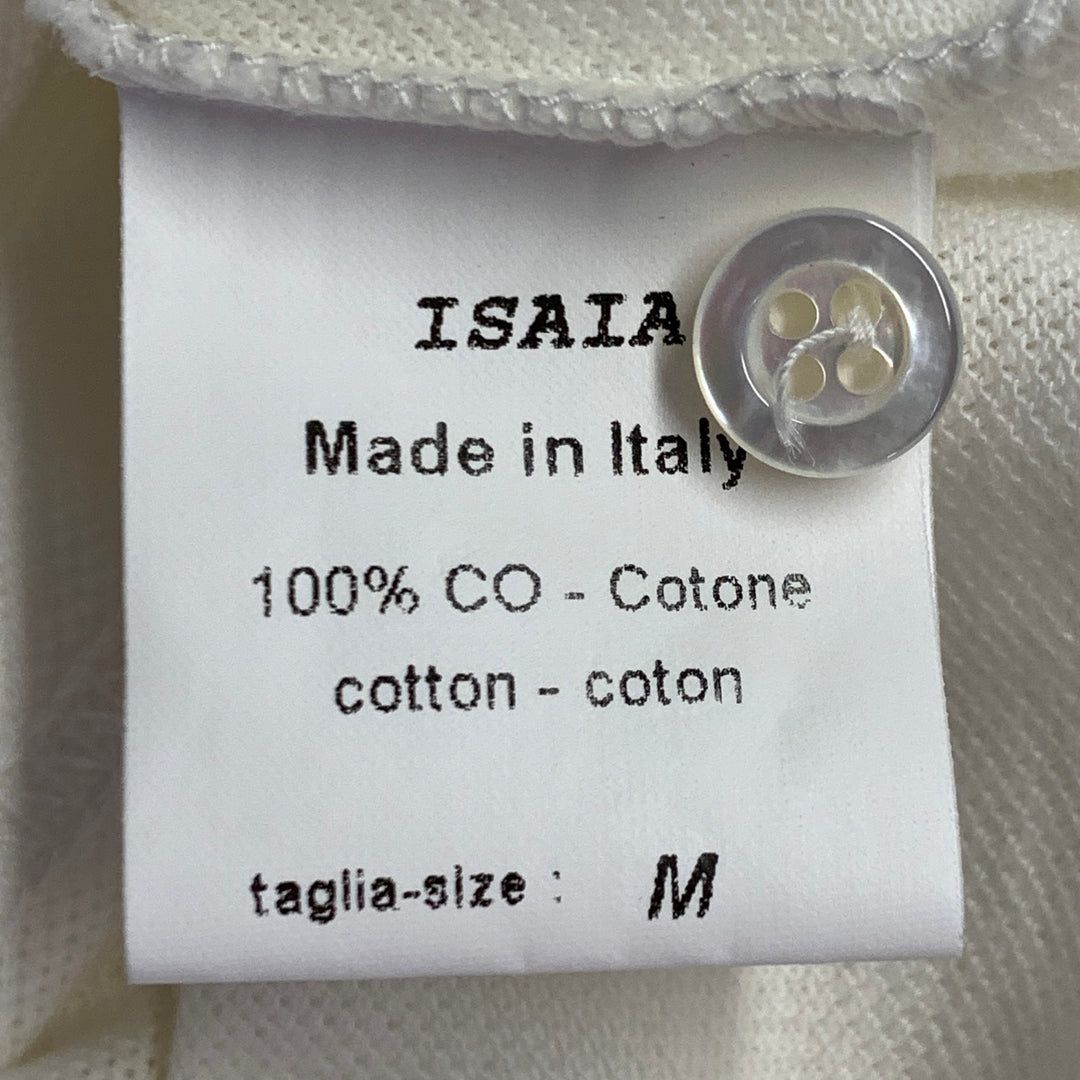 ISAIA
Made in Italy
100% CO - Cotone
cotton - coton
taglia-size : M